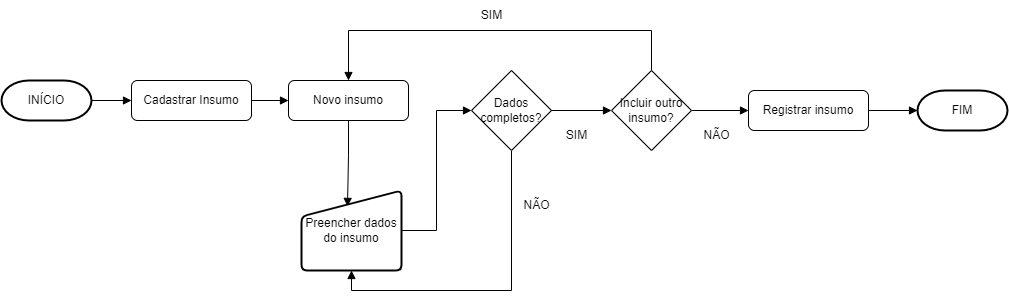 SIM
INÍCIO
Cadastrar Insumo
Novo insumo
Dados
completos?
SIM
Incluir outro
insumo?
NÃO
Registrar insumo
FIM
Preencher dados
do insumo
NÃO